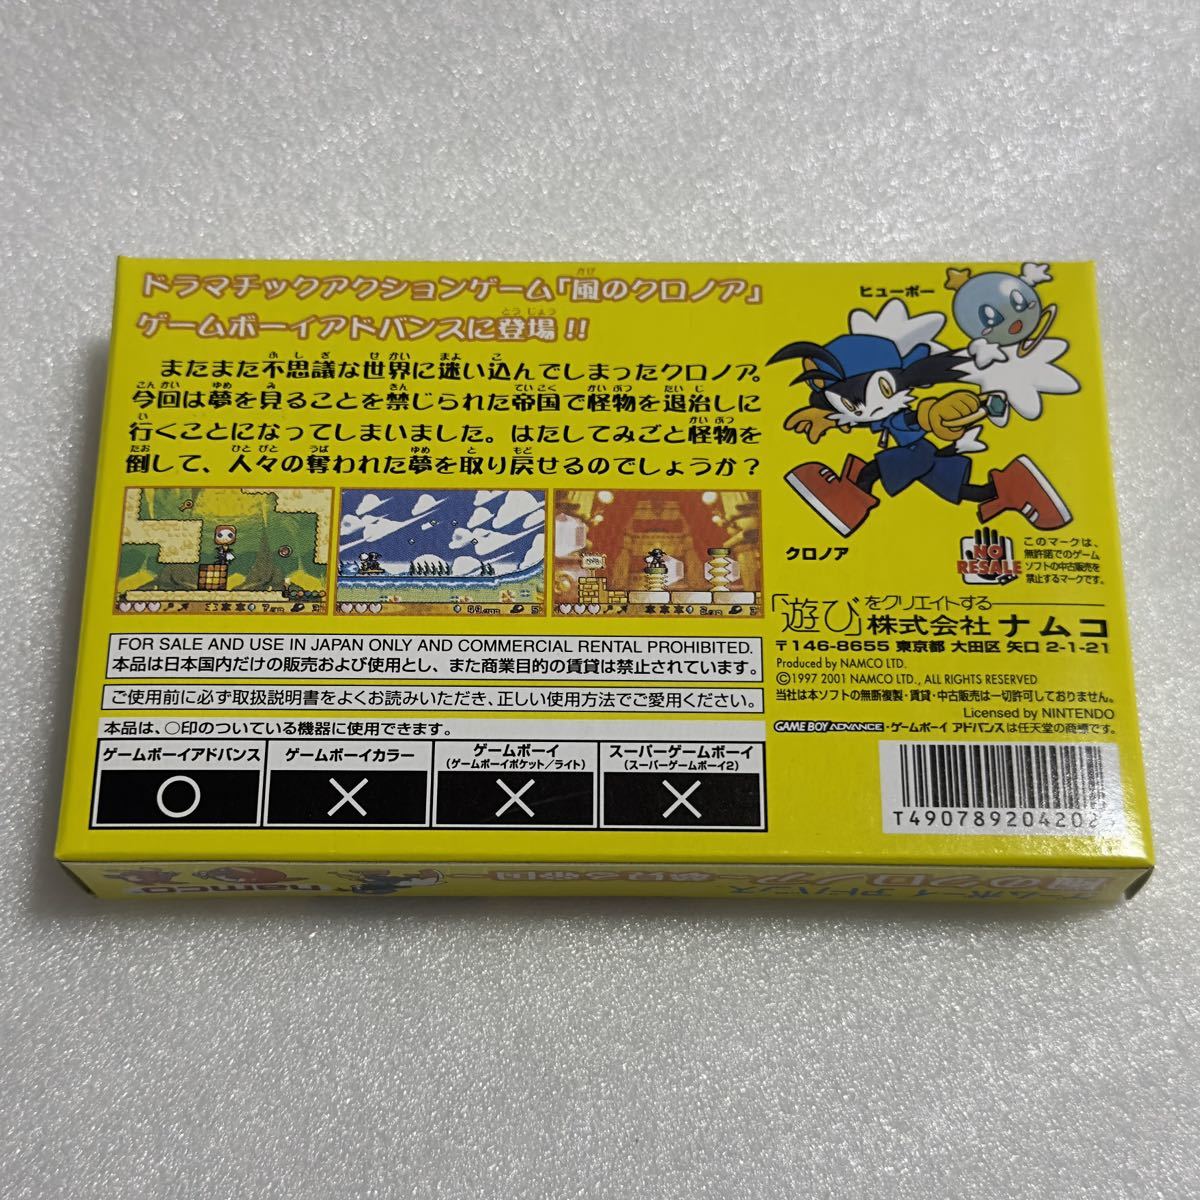 ドラマチックアクションゲーム「風のクロノア」
ゲームボーイアドバンスに登場!!
またまた不思議な世界に迷い込んでしまったクロノア。
今回は夢を見ることを禁じられた帝国で怪物を退治しに
行くことになってしまいました。はたしてみごと怪物を
倒して、人々の奪われた夢を取り戻せるのでしょうか?
ヒューポー
クロノア
NO
RESALE
このマークは、
無許諾でのゲーム
ソフトの中古販売を
禁止するマークです。
「遊び」をクリエイトする
株式会社 ナムコ
〒146-8655 東京都 大田区 矢口 2-1-21
Produced by NAMCO LTD.
©1997 2001 NAMCO LTD., ALL RIGHTS RESERVED
当社は本ソフトの無断複製・賃貸・中古販売は一切許可しておりません。
Licensed by NINTENDO
GAME BOY ADVANCE・ゲームボーイ アドバンスは任天堂の商標です。
FOR SALE AND USE IN JAPAN ONLY AND COMMERCIAL RENTAL PROHIBITED.
本品は日本国内だけの販売および使用とし、また商業目的の賃貸は禁止されています。
ご使用前に必ず取扱説明書をよくお読みいただき、正しい使用方法でご愛用ください。
本品は、○印のついている機器に使用できます。
ゲームボーイアドバンス
ゲームボーイカラー
ゲームボーイ
(ゲームボーイポケット/ライト)
スーパーゲームボーイ
(スーパーゲームボーイ2)
○
×
×
×
ゲームボーイアドバンス
風のクロノア～夢見る帝国～
namco